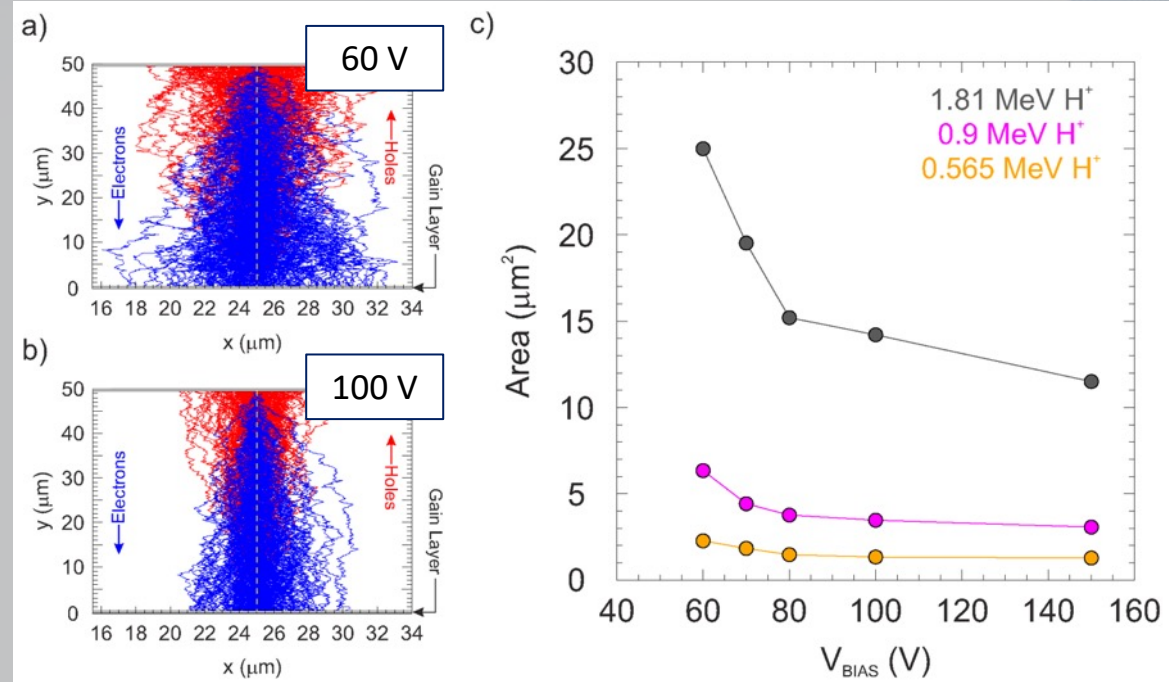 a)
60 V
50
40
30
20
10
0
y (μm)
Electrons
Holes
Gain Layer
16 18 20 22 24 26 28 30 32 34
x (μm)
b)
100 V
50
40
30
20
10
0
y (μm)
Electrons
Holes
Gain Layer
16 18 20 22 24 26 28 30 32 34
x (μm)
c)
30
25
20
15
10
5
0
Area (μm²)
1.81 MeV H⁺
0.9 MeV H⁺
0.565 MeV H⁺
40 60 80 100 120 140 160
V_BIAS (V)